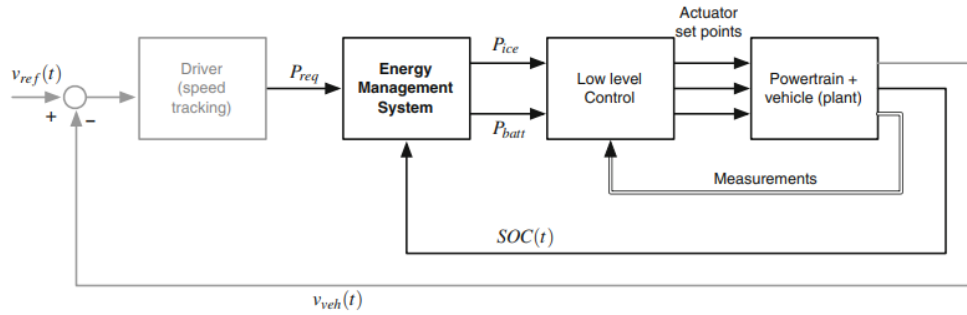 Actuator
set points
v_ref(t)
+
−
Driver
(speed
tracking)
P_req
Energy
Management
System
P_ice
P_batt
Low level
Control
Powertrain +
vehicle (plant)
Measurements
SOC(t)
v_veh(t)